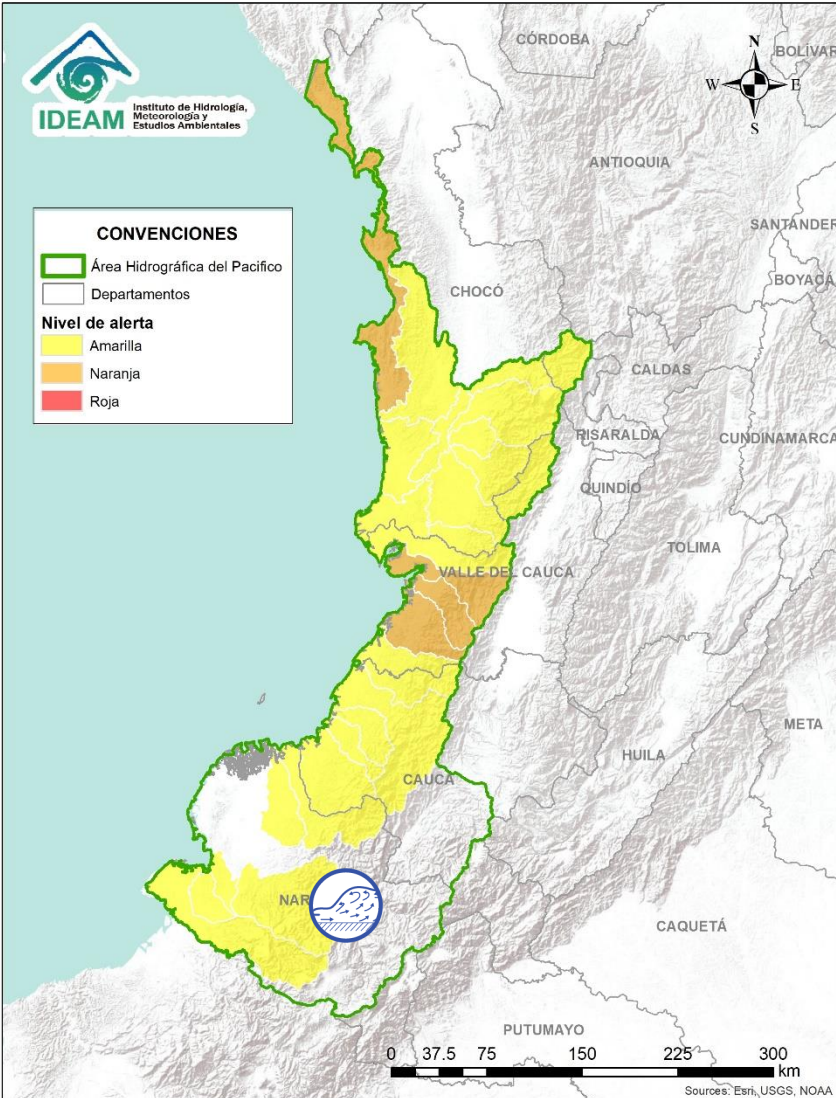 IDEAM
Instituto de Hidrología,
Meteorología y
Estudios Ambientales
CÓRDOBA
BOLÍVAR
N
W
E
S
ANTIOQUIA
SANTANDER
BOYACÁ
CONVENCIONES
Área Hidrográfica del Pacifico
Departamentos
Nivel de alerta
Amarilla
Naranja
Roja
CHOCÓ
CALDAS
RISARALDA
CUNDINAMARCA
QUINDÍO
TOLIMA
VALLE DEL CAUCA
META
HUILA
CAUCA
NAR
CAQUETÁ
PUTUMAYO
0 37.5 75 150 225 300
km
Sources: Esri, USGS, NOAA